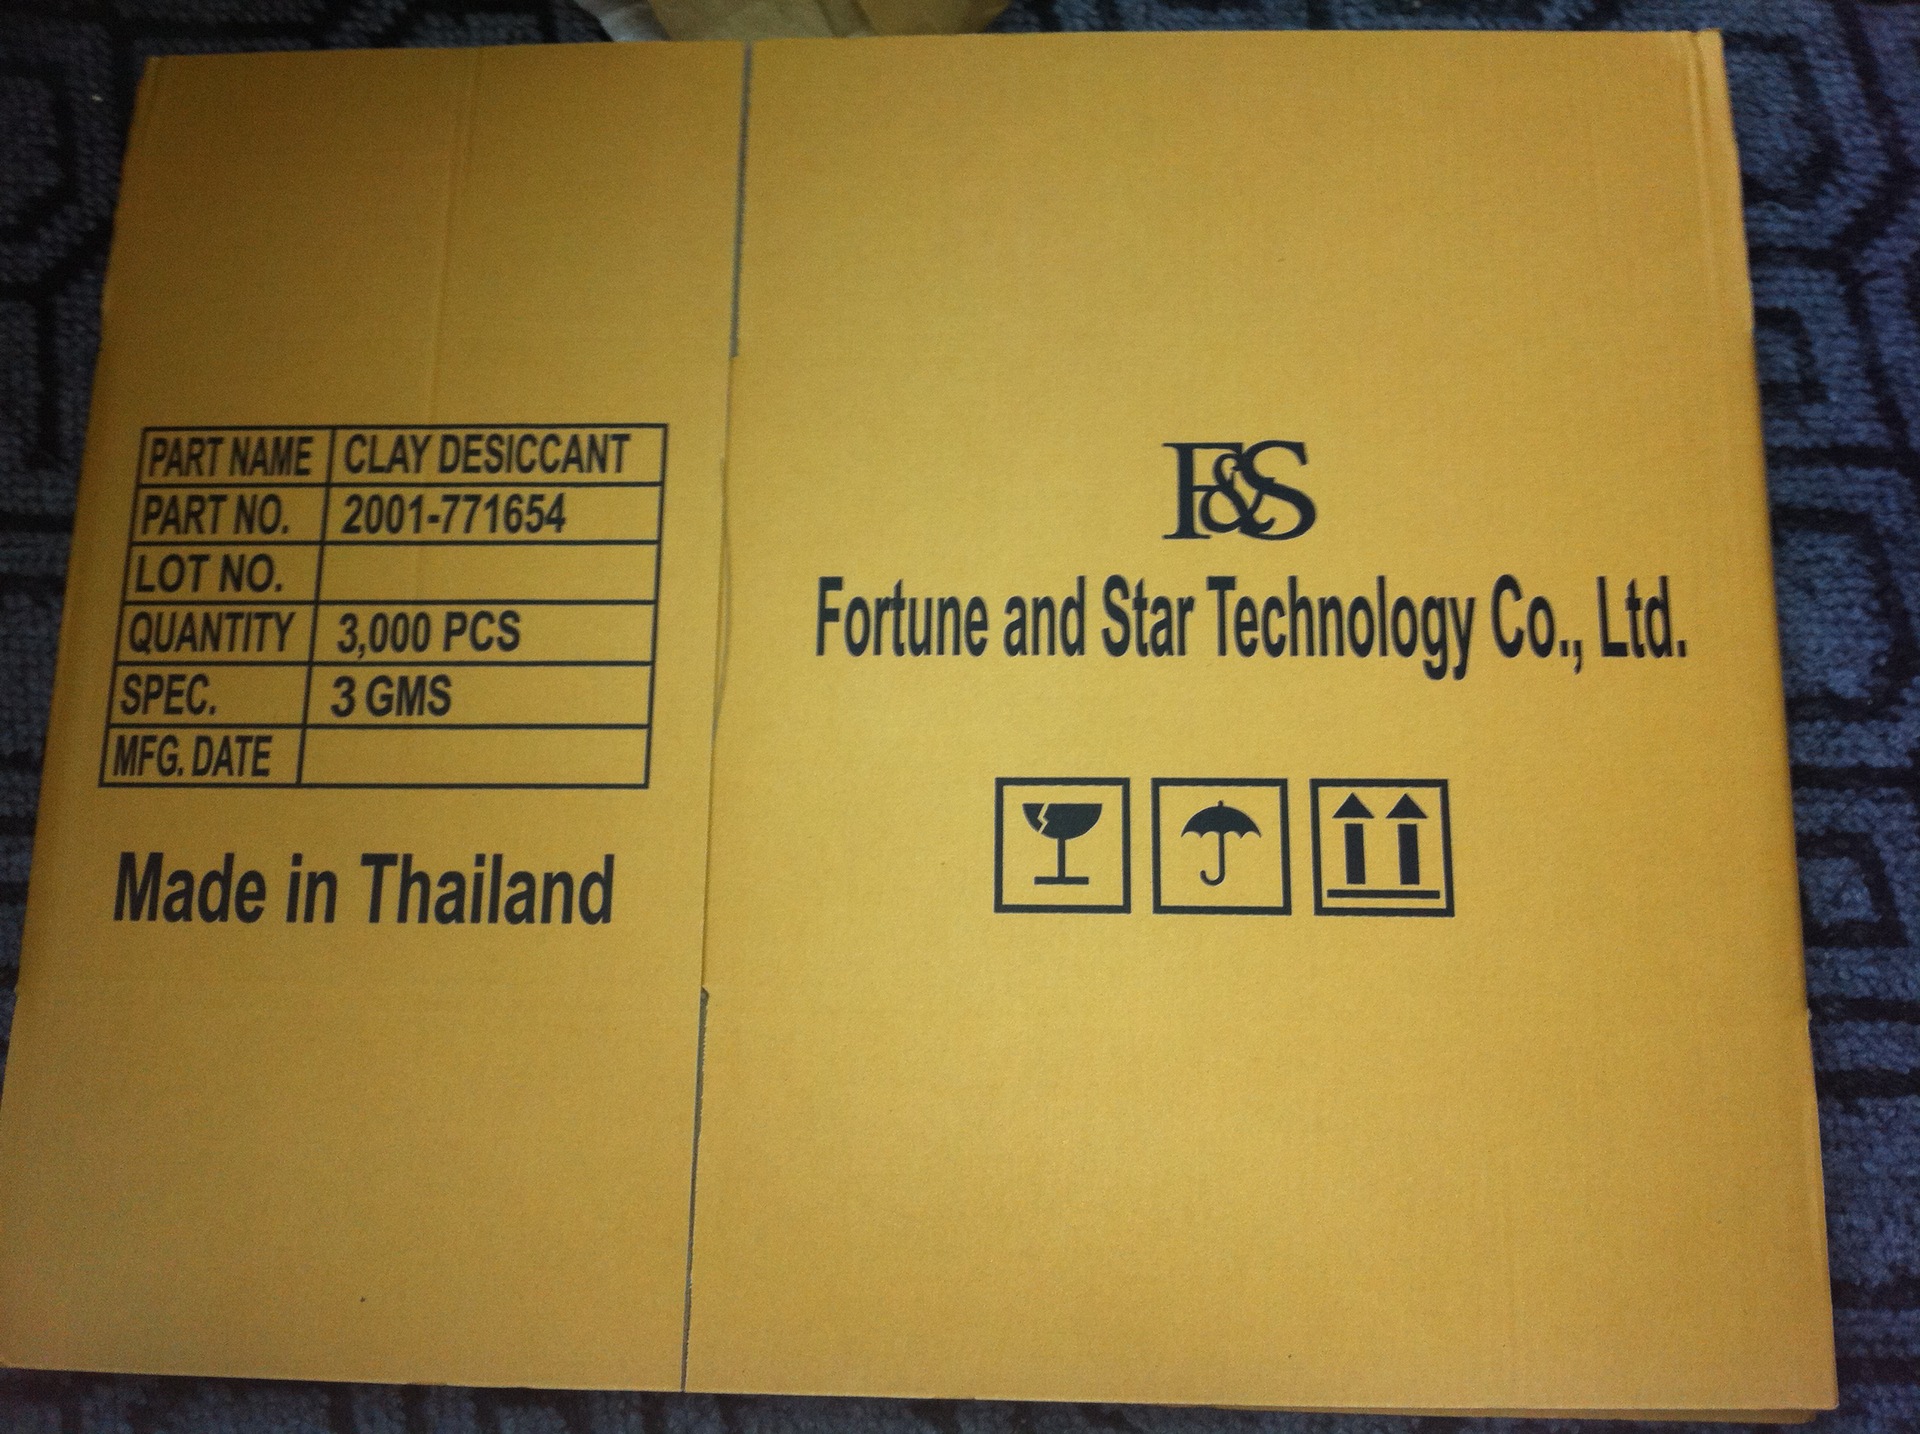 PART NAME CLAY DESICCANT
PART NO. 2001-771654
LOT NO.
QUANTITY 3,000 PCS
SPEC. 3 GMS
MFG. DATE
Made in Thailand
F&S
Fortune and Star Technology Co., Ltd.